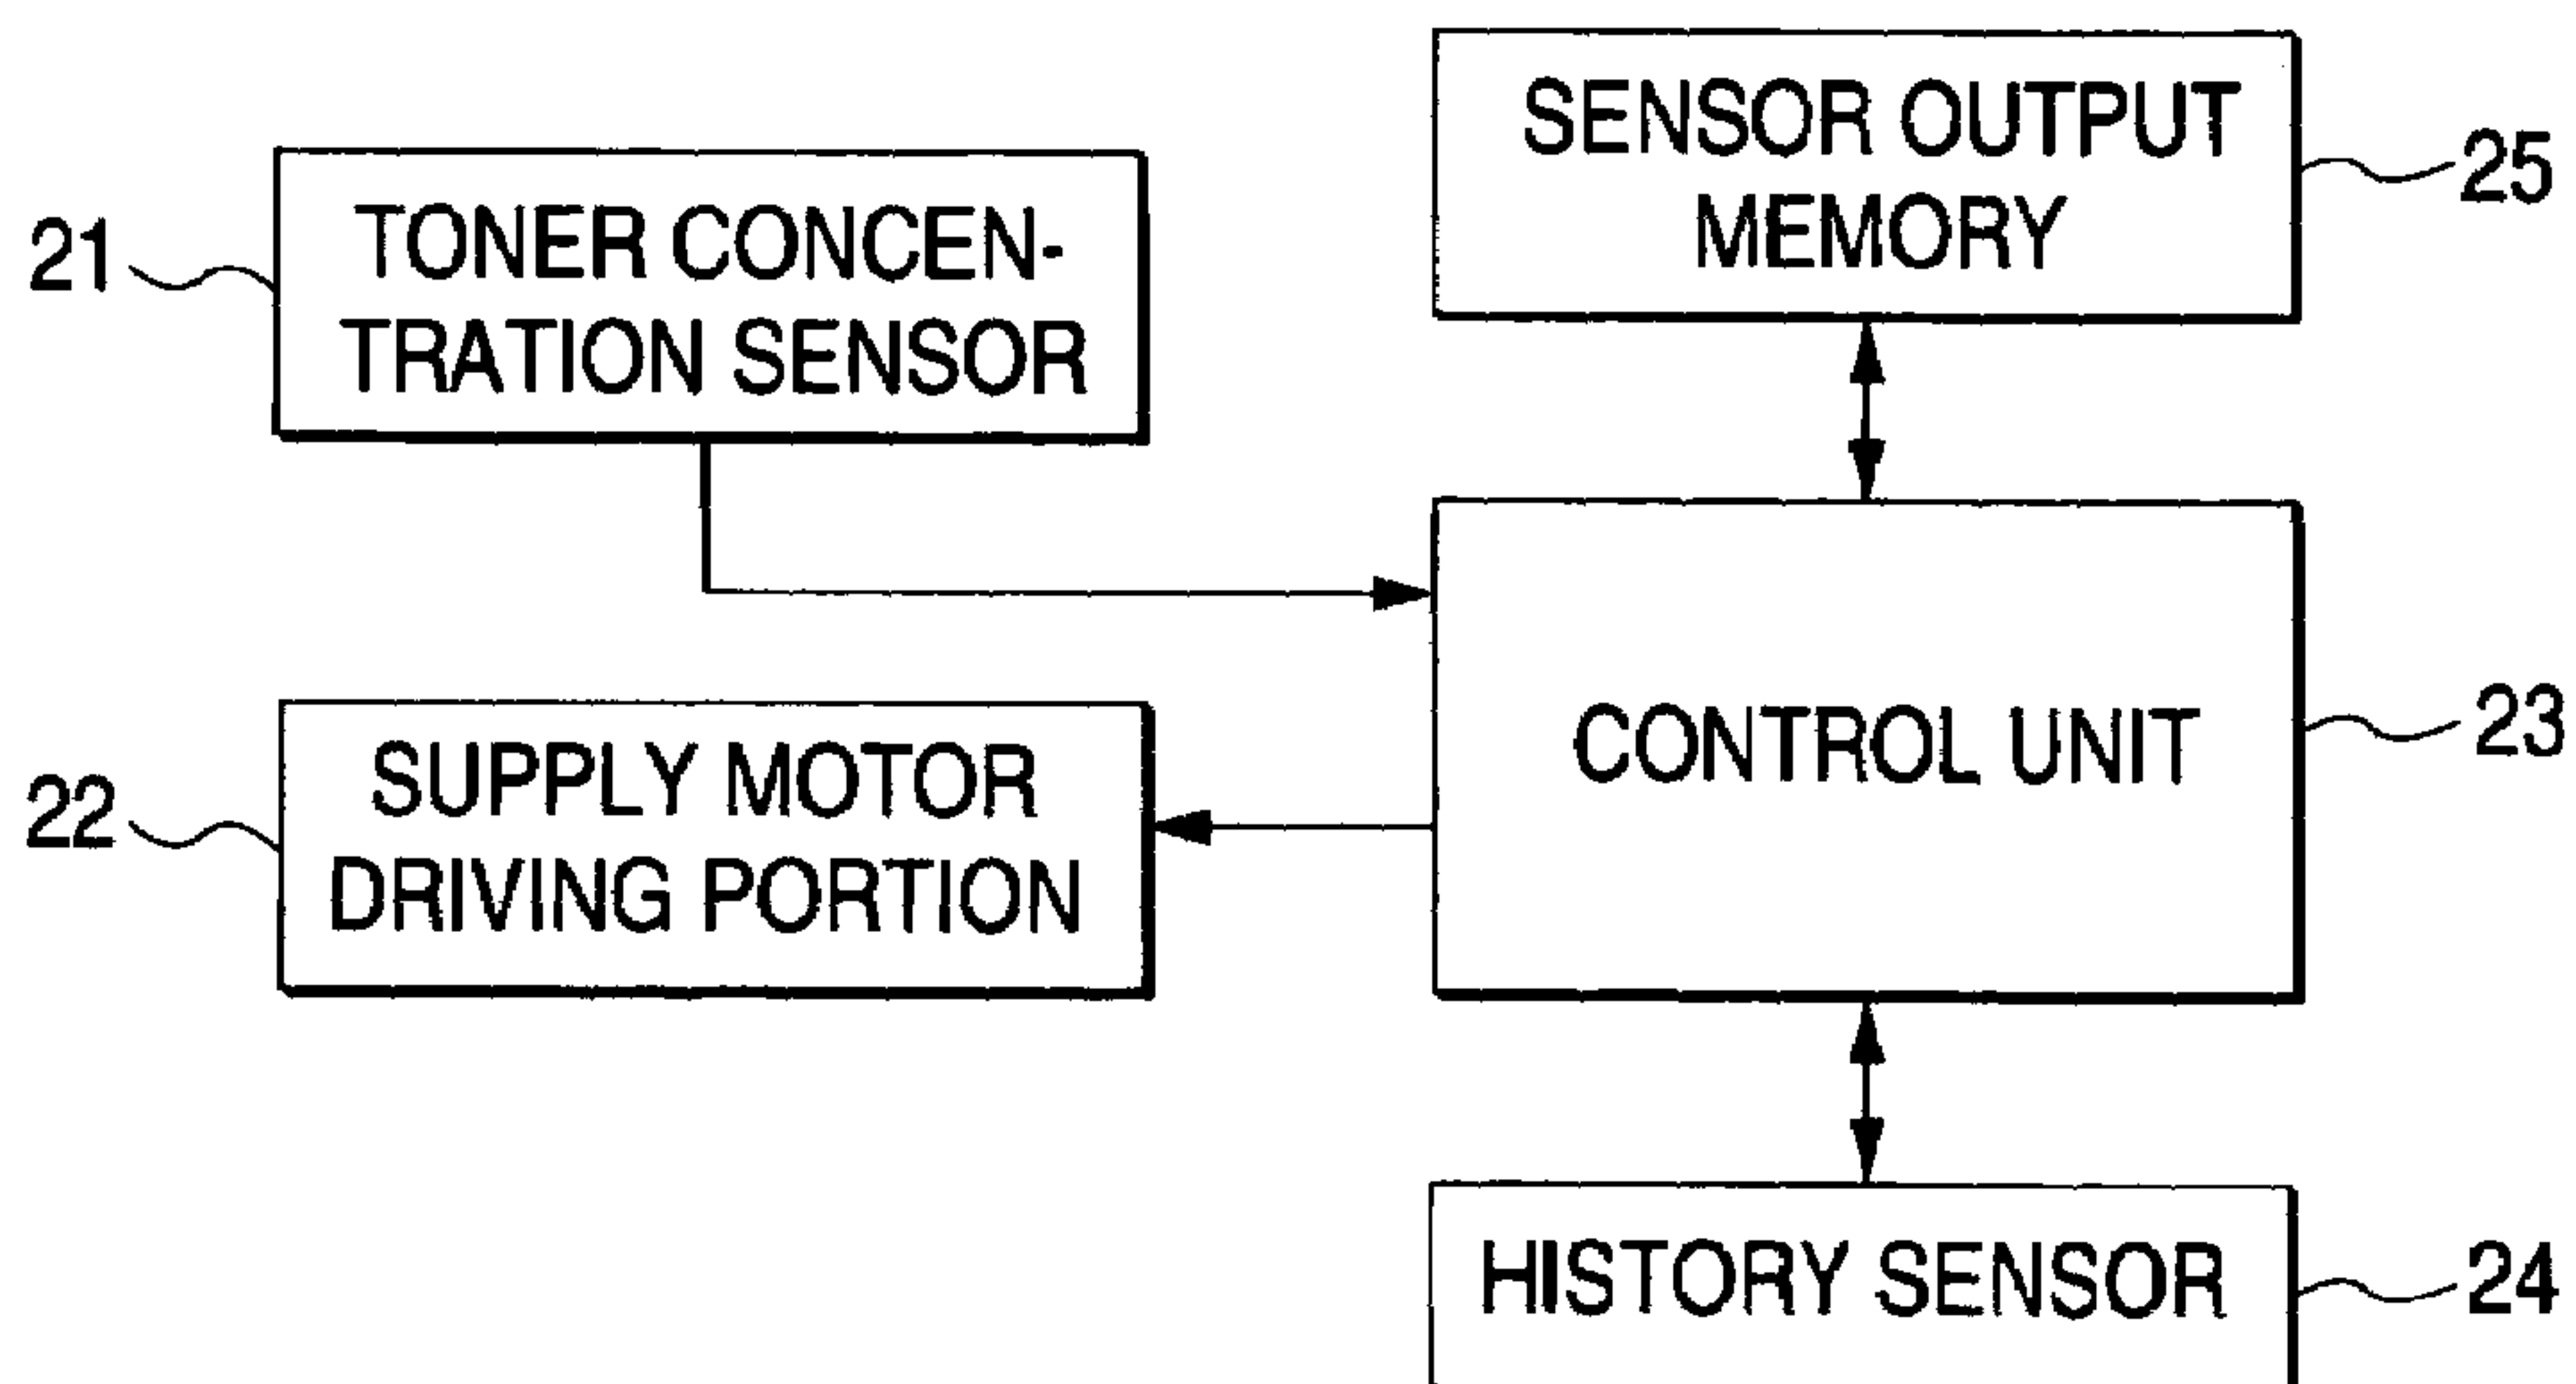 SENSOR OUTPUT
MEMORY
25
21
TONER CONCEN-
TRATION SENSOR
CONTROL UNIT
23
22
SUPPLY MOTOR
DRIVING PORTION
HISTORY SENSOR
24